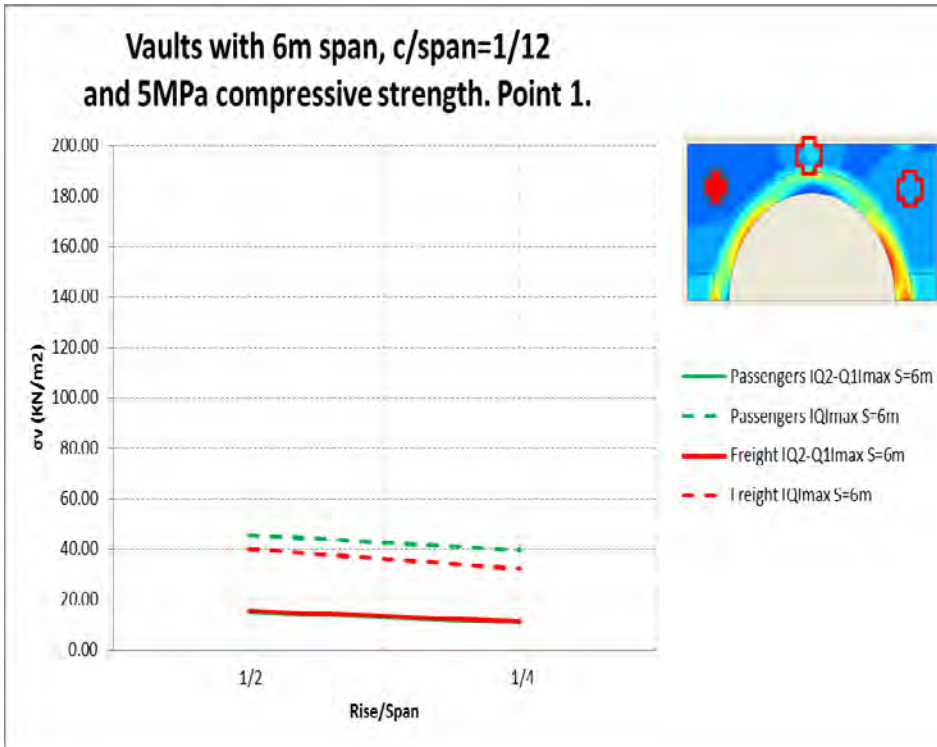 Vaults with 6m span, c/span=1/12
and 5MPa compressive strength. Point 1.
200.00
180.00
160.00
140.00
120.00
100.00
80.00
60.00
40.00
20.00
0.00
σv (KN/m2)
1/2
1/4
Rise/Span
Passengers IQ2-Q1Imax S=6m
Passengers IQImax S=6m
Freight IQ2-Q1Imax S=6m
Freight IQImax S=6m